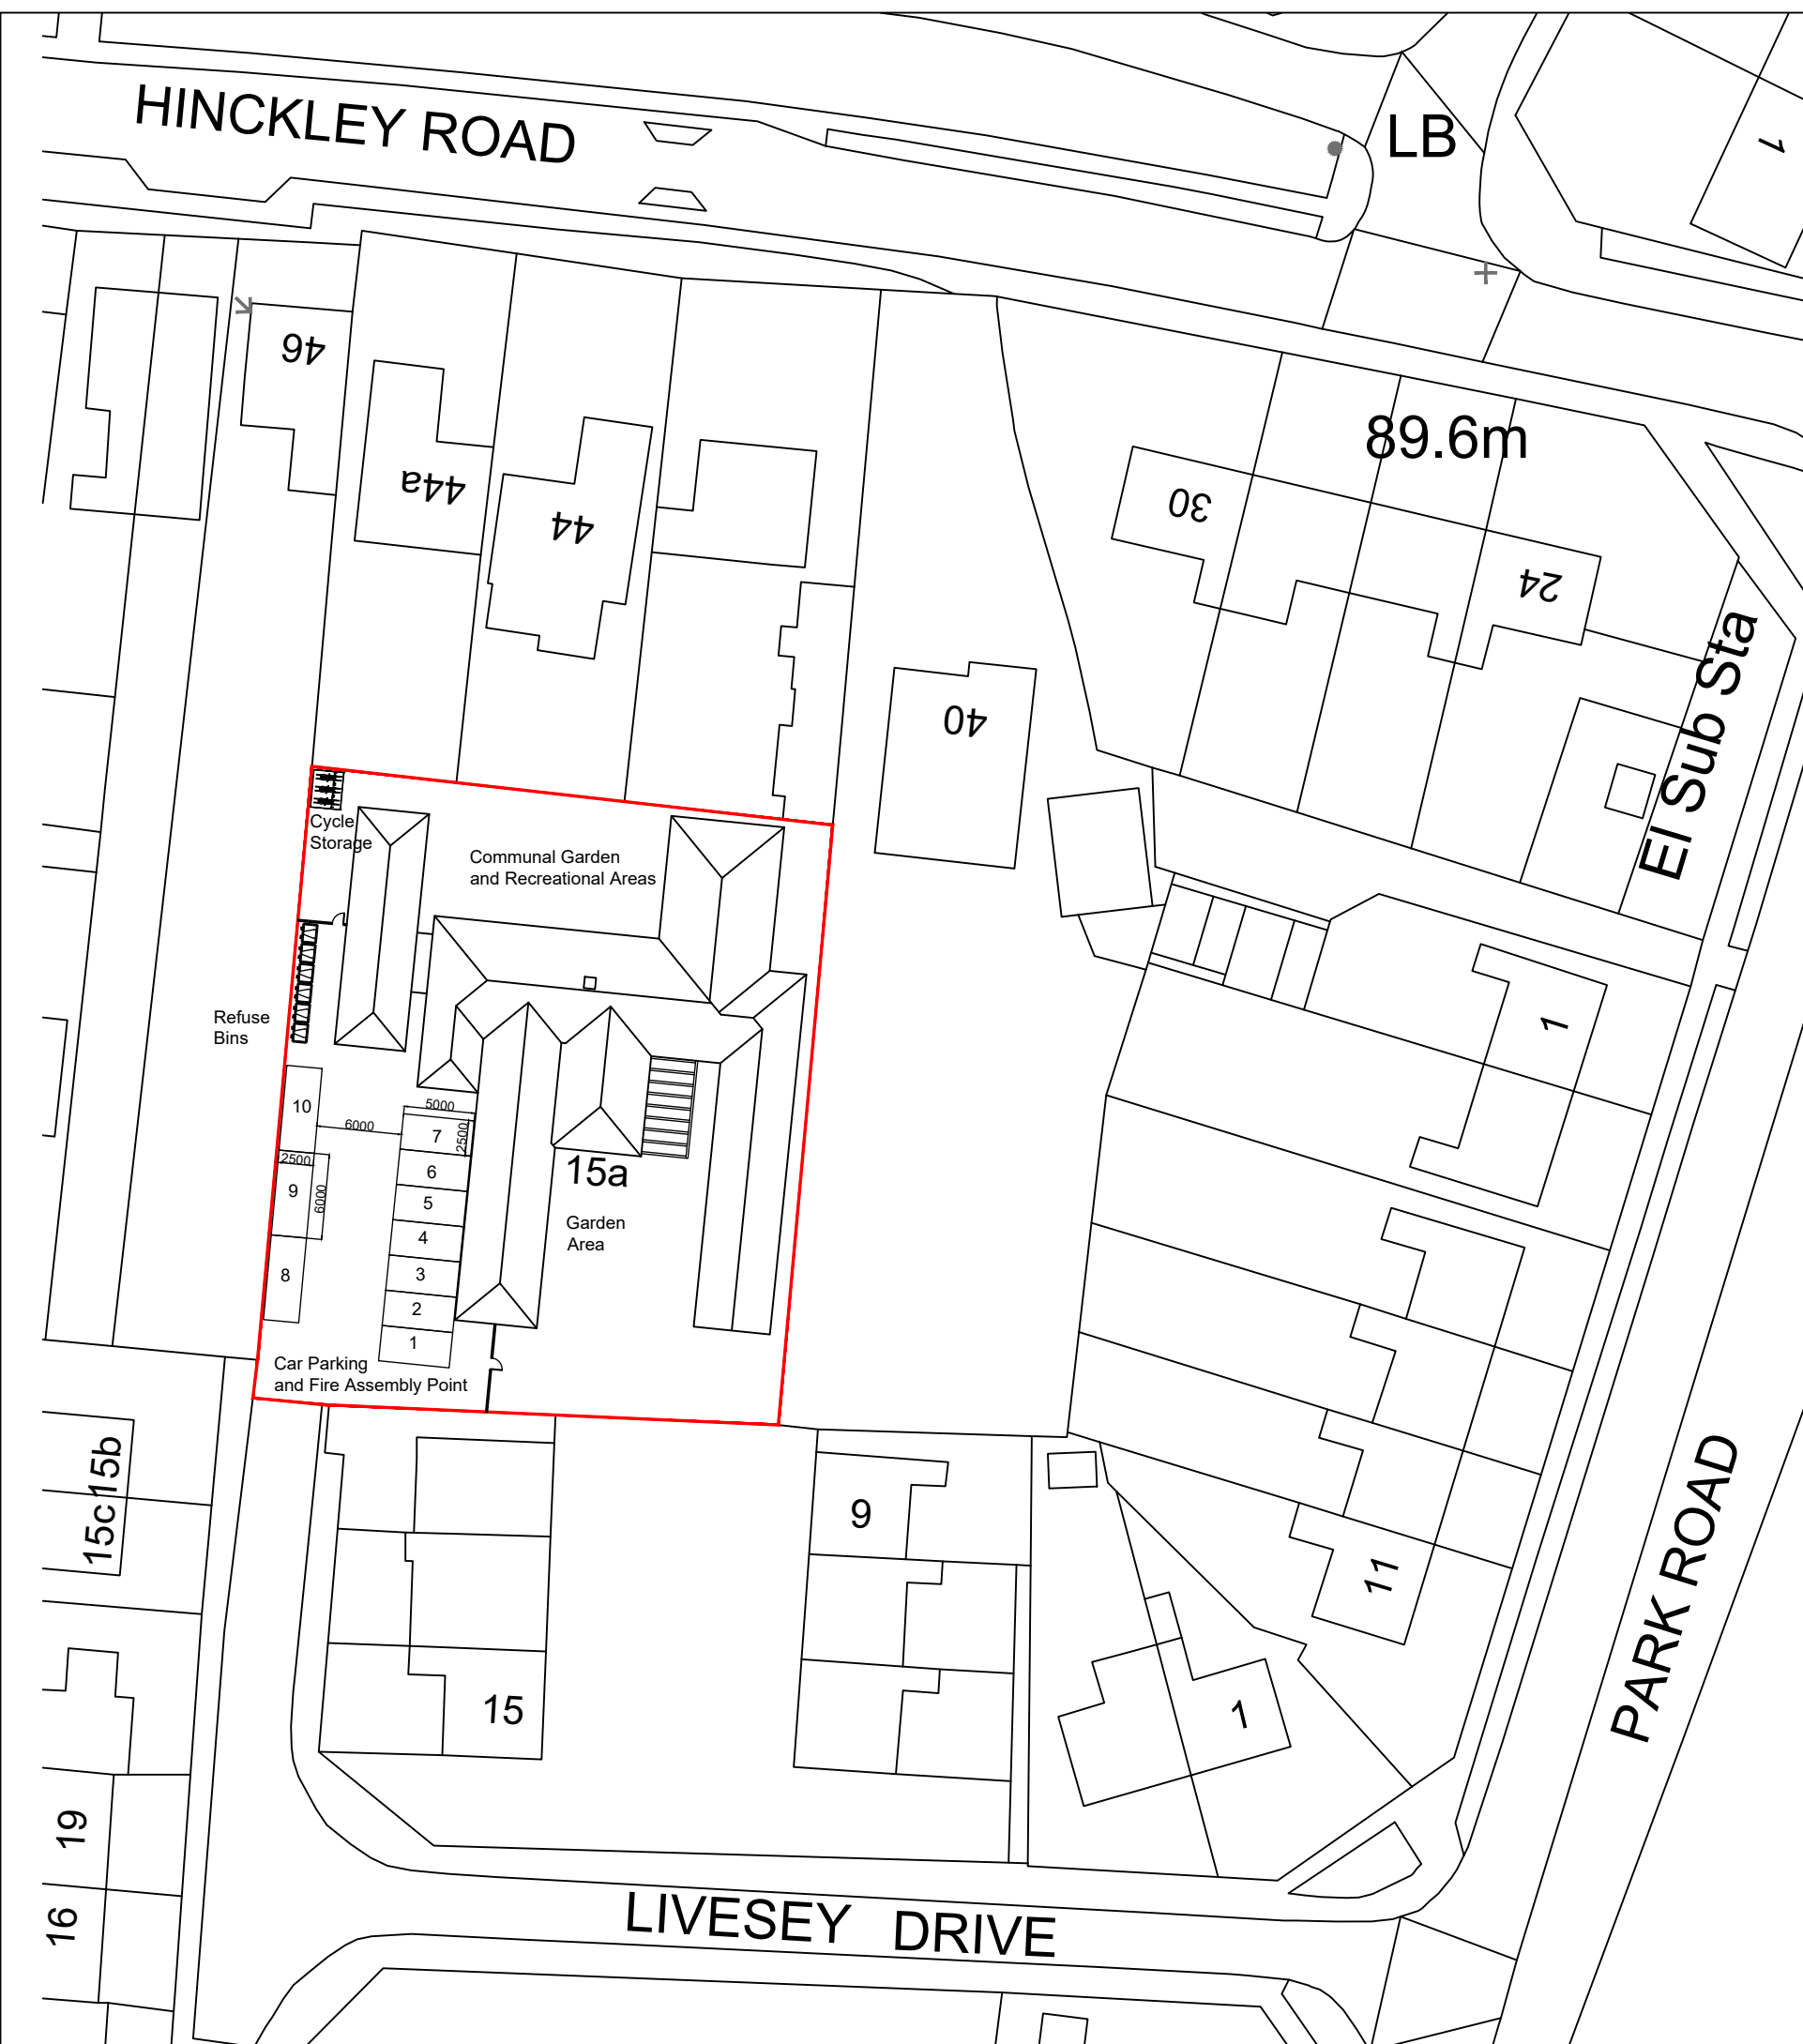 HINCKLEY ROAD
LB
1
46
44a
44
89.6m
30
24
El Sub Sta
40
Cycle
Storage
Communal Garden
and Recreational Areas
Refuse
Bins
1
10
5000
6000
7
2500
2500
6
15a
9
6000
5
Garden
Area
4
8
3
2
1
Car Parking
and Fire Assembly Point
15b
15c
9
11
PARK ROAD
15
1
19
16
LIVESEY DRIVE